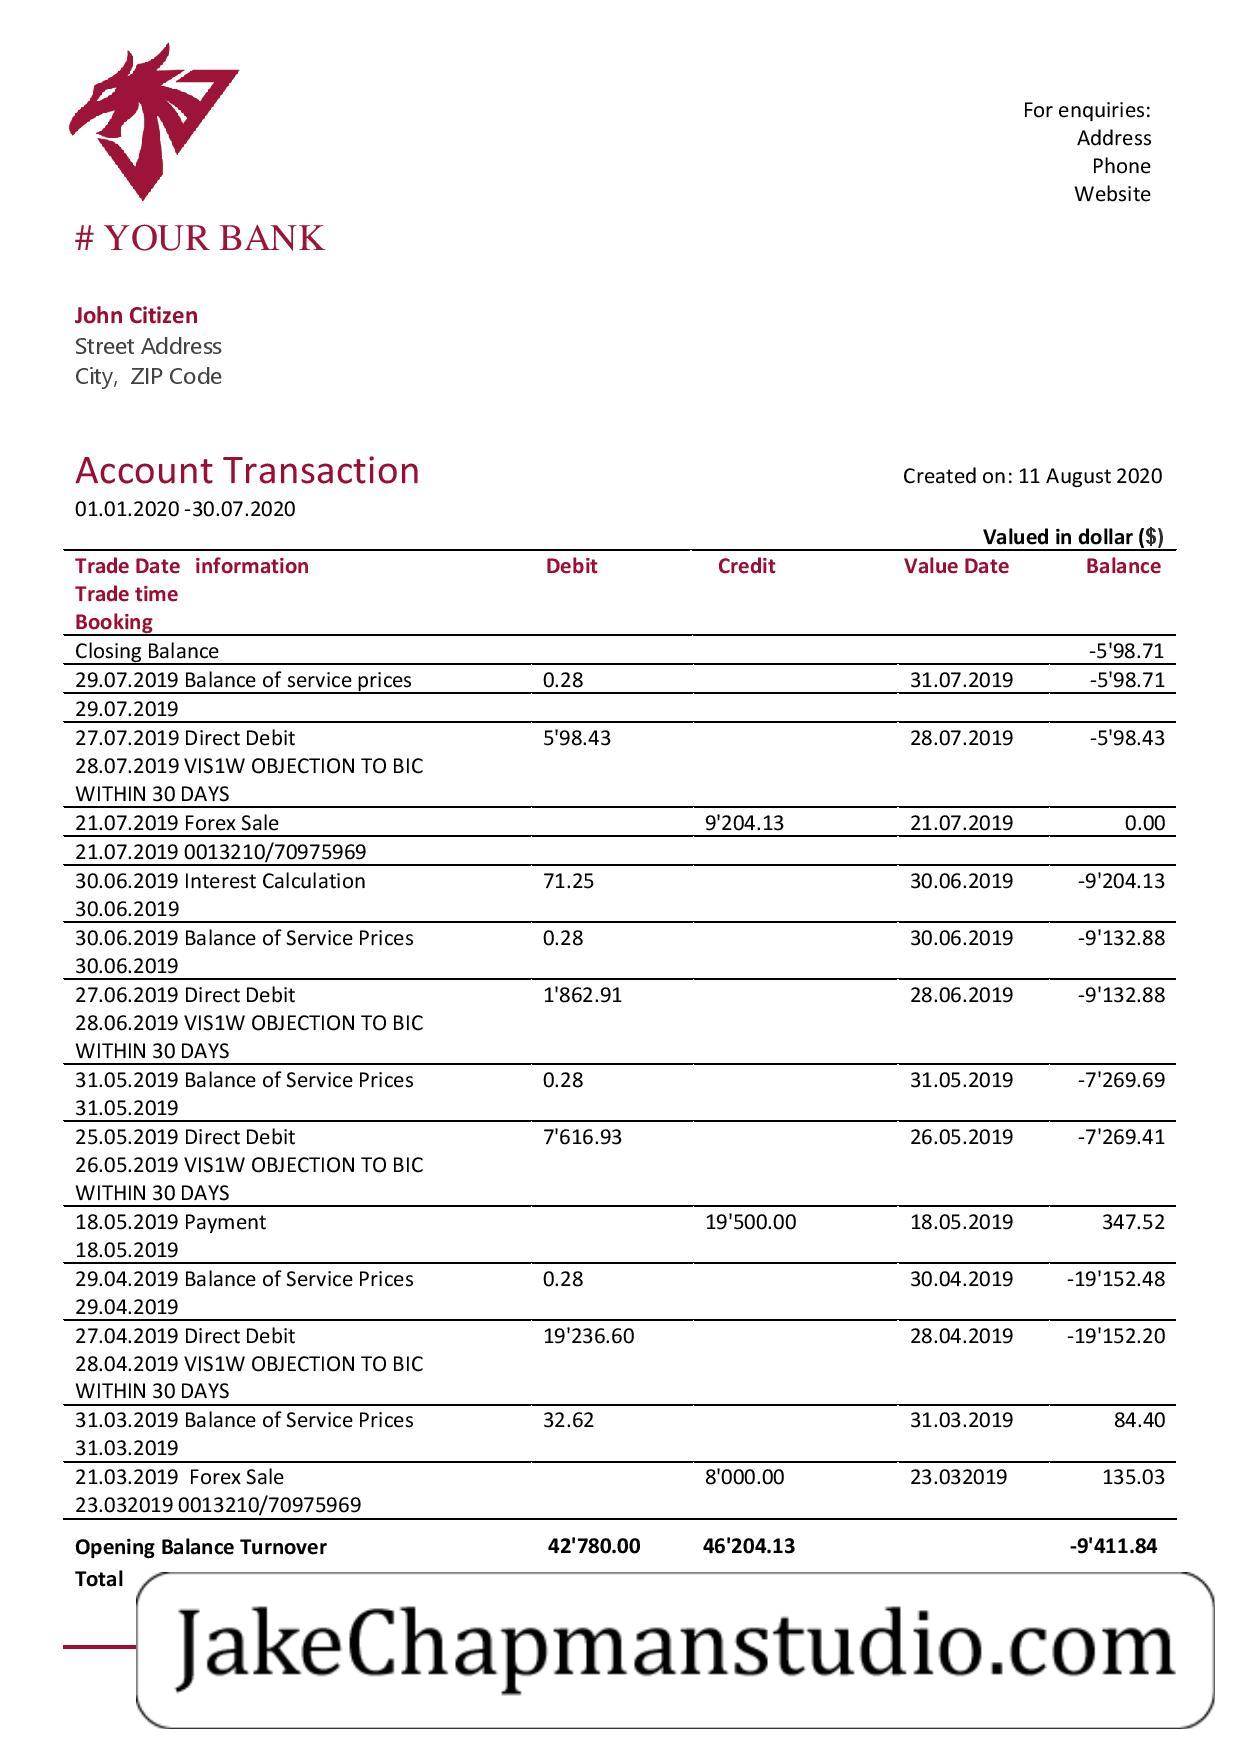 For enquiries:
Address
Phone
Website
# YOUR BANK
John Citizen
Street Address
City,  ZIP Code
Account Transaction
Created on: 11 August 2020
01.01.2020 -30.07.2020
Valued in dollar ($)
Trade Date  information Debit Credit Value Date Balance
Trade time
Booking
Closing Balance -5'98.71
29.07.2019 Balance of service prices 0.28 31.07.2019 -5'98.71
29.07.2019
27.07.2019 Direct Debit 5'98.43 28.07.2019 -5'98.43
28.07.2019 VIS1W OBJECTION TO BIC
WITHIN 30 DAYS
21.07.2019 Forex Sale 9'204.13 21.07.2019 0.00
21.07.2019 0013210/70975969
30.06.2019 Interest Calculation 71.25 30.06.2019 -9'204.13
30.06.2019
30.06.2019 Balance of Service Prices 0.28 30.06.2019 -9'132.88
30.06.2019
27.06.2019 Direct Debit 1'862.91 28.06.2019 -9'132.88
28.06.2019 VIS1W OBJECTION TO BIC
WITHIN 30 DAYS
31.05.2019 Balance of Service Prices 0.28 31.05.2019 -7'269.69
31.05.2019
25.05.2019 Direct Debit 7'616.93 26.05.2019 -7'269.41
26.05.2019 VIS1W OBJECTION TO BIC
WITHIN 30 DAYS
18.05.2019 Payment 19'500.00 18.05.2019 347.52
18.05.2019
29.04.2019 Balance of Service Prices 0.28 30.04.2019 -19'152.48
29.04.2019
27.04.2019 Direct Debit 19'236.60 28.04.2019 -19'152.20
28.04.2019 VIS1W OBJECTION TO BIC
WITHIN 30 DAYS
31.03.2019 Balance of Service Prices 32.62 31.03.2019 84.40
31.03.2019
21.03.2019  Forex Sale 8'000.00 23.032019 135.03
23.032019 0013210/70975969
Opening Balance Turnover 42'780.00 46'204.13 -9'411.84
Total
JakeChapmanstudio.com